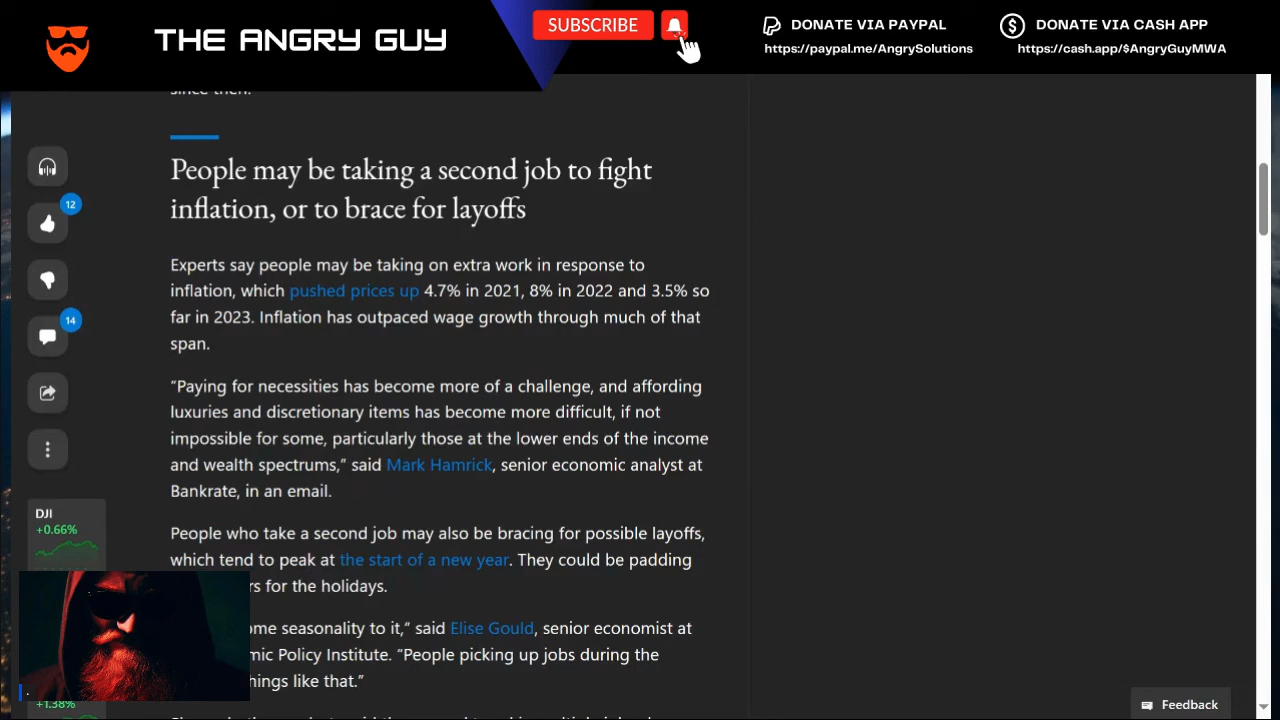 THE ANGRY GUY
SUBSCRIBE
DONATE VIA PAYPAL
https://paypal.me/AngrySolutions
DONATE VIA CASH APP
https://cash.app/$AngryGuyMWA
since then.
People may be taking a second job to fight
inflation, or to brace for layoffs
Experts say people may be taking on extra work in response to
inflation, which pushed prices up 4.7% in 2021, 8% in 2022 and 3.5% so
far in 2023. Inflation has outpaced wage growth through much of that
span.
“Paying for necessities has become more of a challenge, and affording
luxuries and discretionary items has become more difficult, if not
impossible for some, particularly those at the lower ends of the income
and wealth spectrums,” said Mark Hamrick, senior economic analyst at
Bankrate, in an email.
People who take a second job may also be bracing for possible layoffs,
which tend to peak at the start of a new year. They could be padding
for the holidays.
seasonality to it,” said Elise Gould, senior economist at
Policy Institute. “People picking up jobs during the
like that.”
12
14
DJI
+0.66%
+1.38%
Feedback